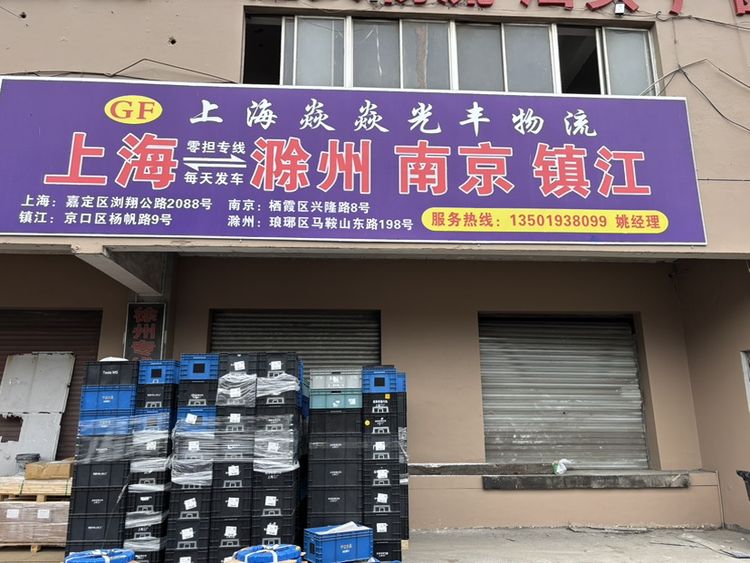 GF 上海焱焱光丰物流
上海 零担专线 每天发车 滁州 南京 镇江
上海：嘉定区浏翔公路2088号 南京：栖霞区兴隆路8号
镇江：京口区杨帆路9号 滁州：琅琊区马鞍山东路198号
服务热线：13501938099 姚经理
徐州专